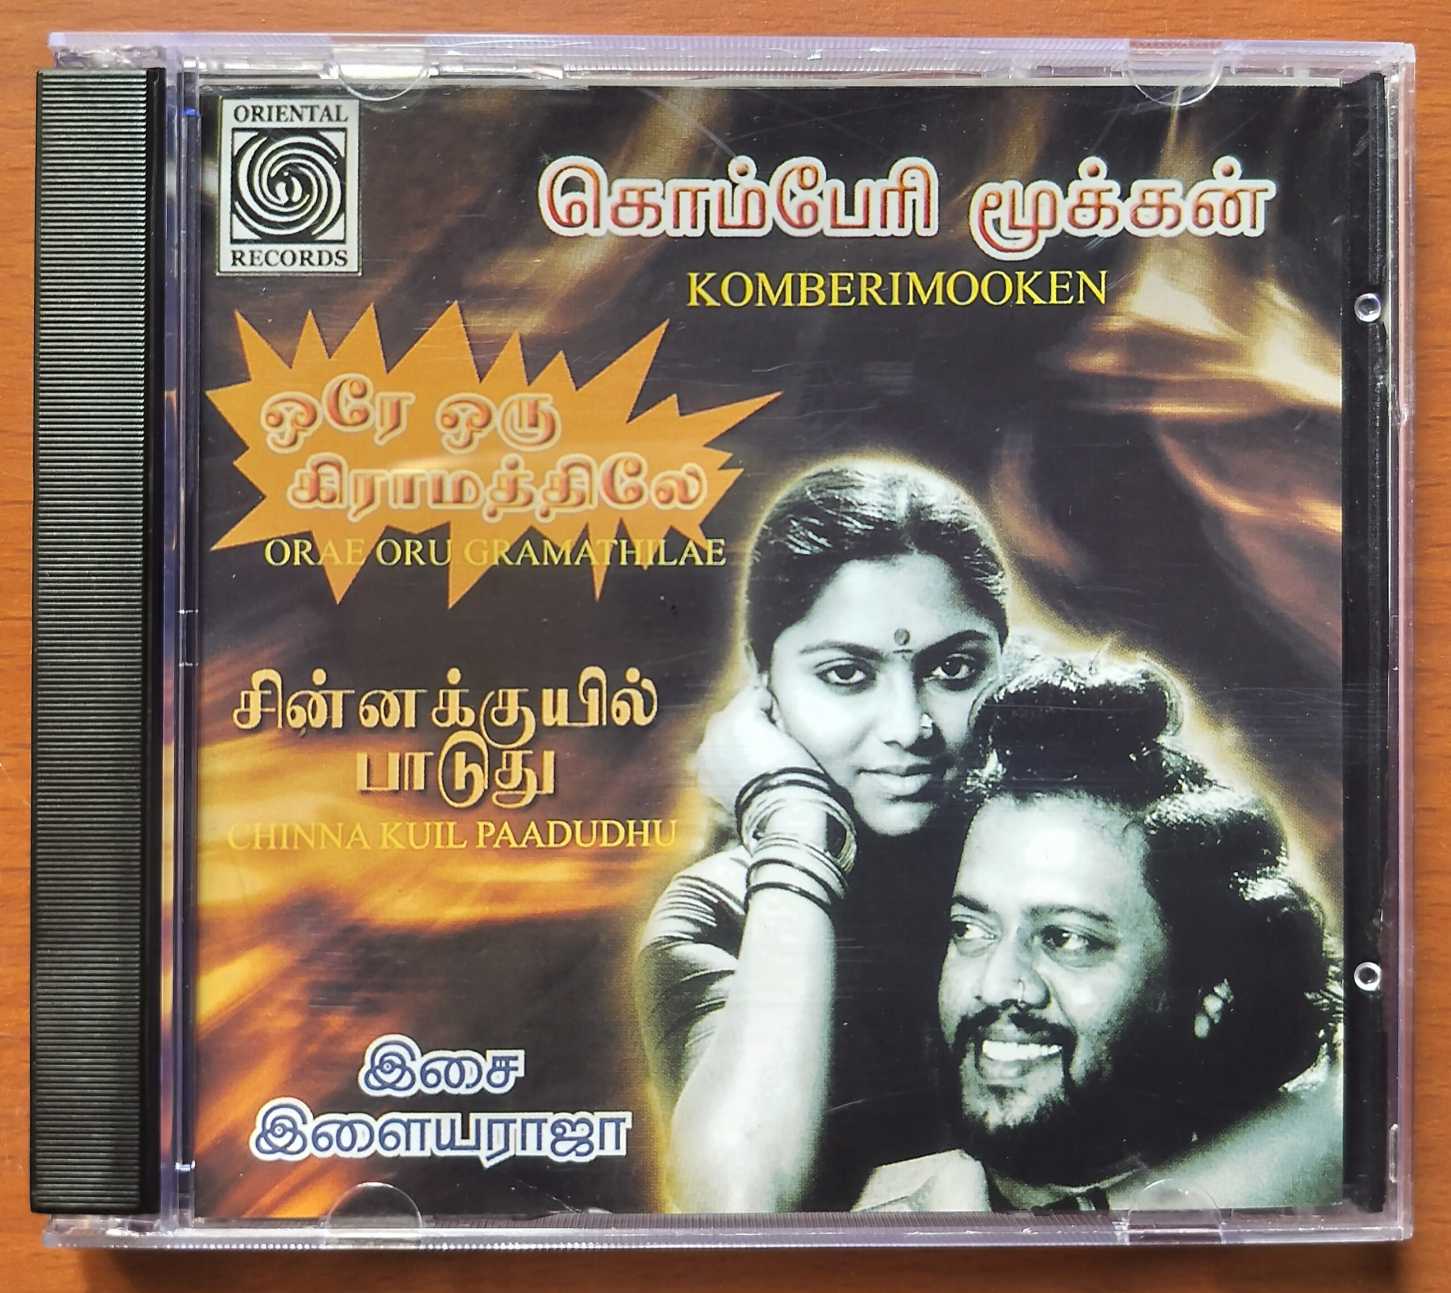 ORIENTAL
RECORDS
கொம்பேரி மூக்கன்
KOMBERIMOOKEN
ஒரே ஒரு
கிராமத்திலே
ORAE ORU GRAMATHILAE
சின்னக்குயில்
பாடுது
CHINNA KUIL PAADUDHU
இசை
இளையராஜா